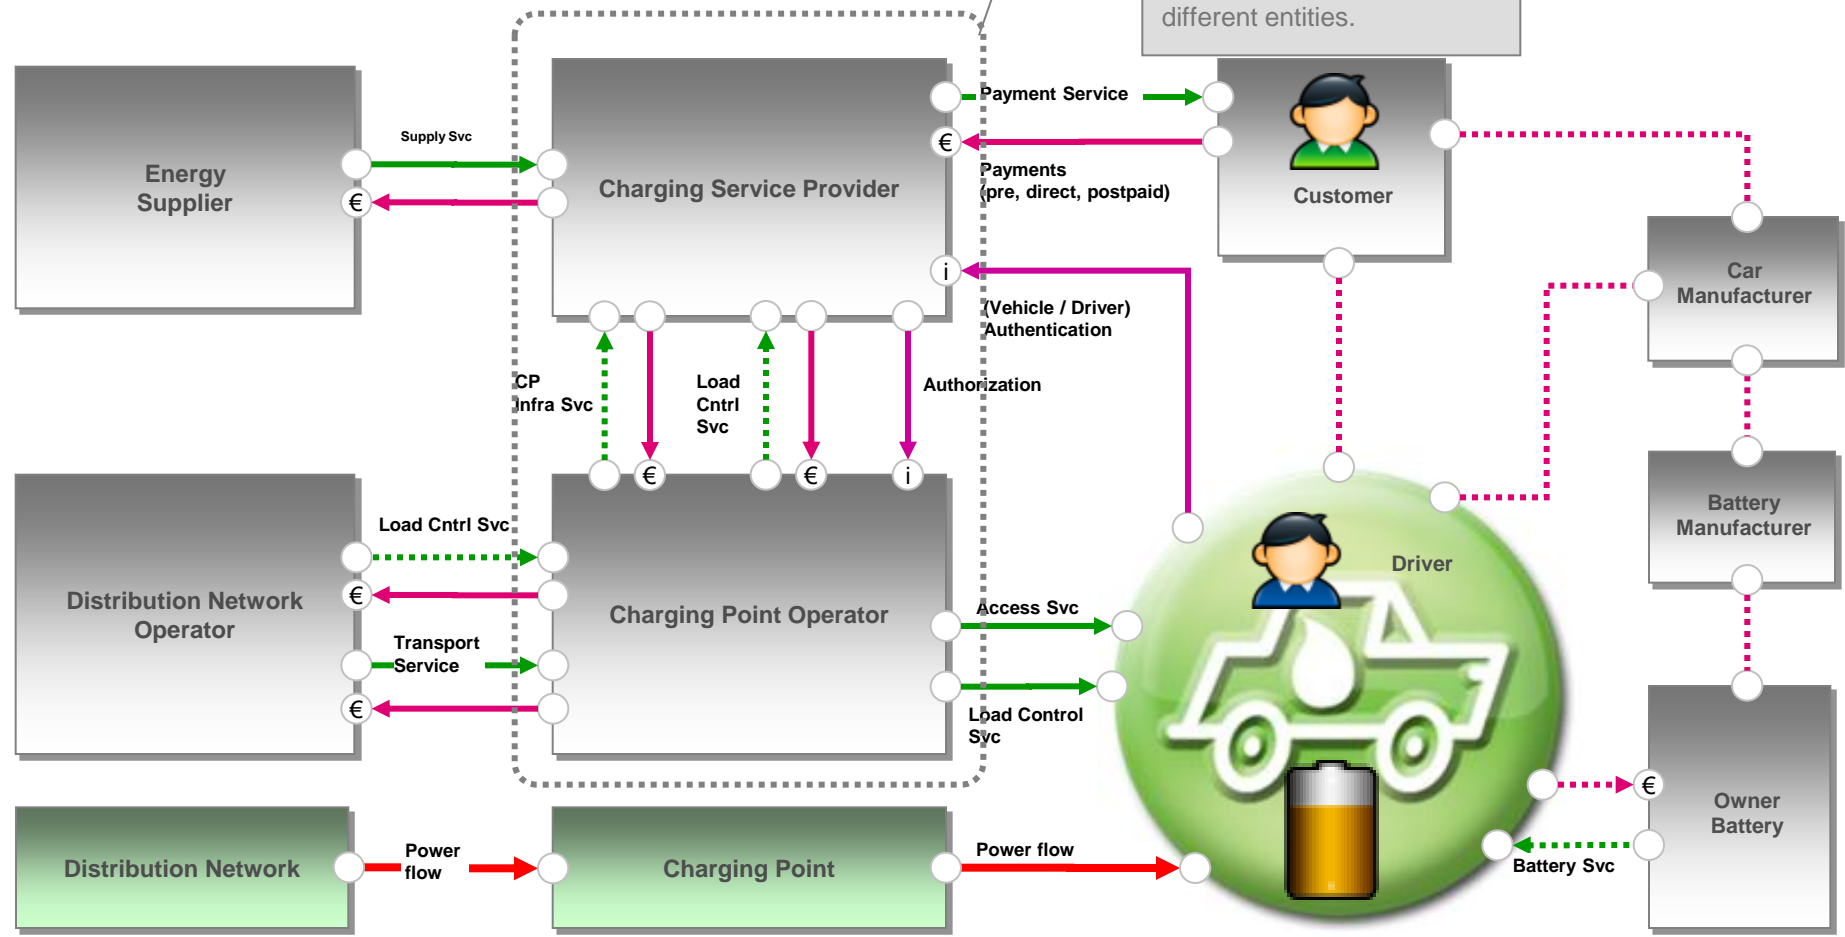 different entities.
Payment Service
Supply Svc
€
Energy
Supplier
€
Charging Service Provider
Payments
(pre, direct, postpaid)
Customer
i
Car
Manufacturer
(Vehicle / Driver)
Authentication
CP
Infra Svc
Load
Cntrl
Svc
Authorization
€
€
i
Battery
Manufacturer
Load Cntrl Svc
Driver
€
Distribution Network
Operator
Charging Point Operator
Access Svc
Transport
Service
€
Load Control
Svc
€
Owner
Battery
Battery Svc
Distribution Network
Power
flow
Charging Point
Power flow